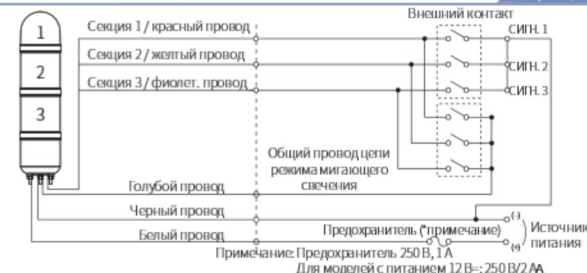 Внешний контакт
1
Секция 1 / красный провод
СИГН. 1
2
Секция 2 / желтый провод
СИГН. 2
3
Секция 3 / фиолет. провод
СИГН. 3
Общий провод цепи
режима мигающего
свечения
Голубой провод
Черный провод
(-)
Источник
питания
Белый провод
Предохранитель (*примечание)
(+)
Примечание: Предохранитель 250 В, 1 А
Для моделей с питанием 12 В=: 250 В/2 АА